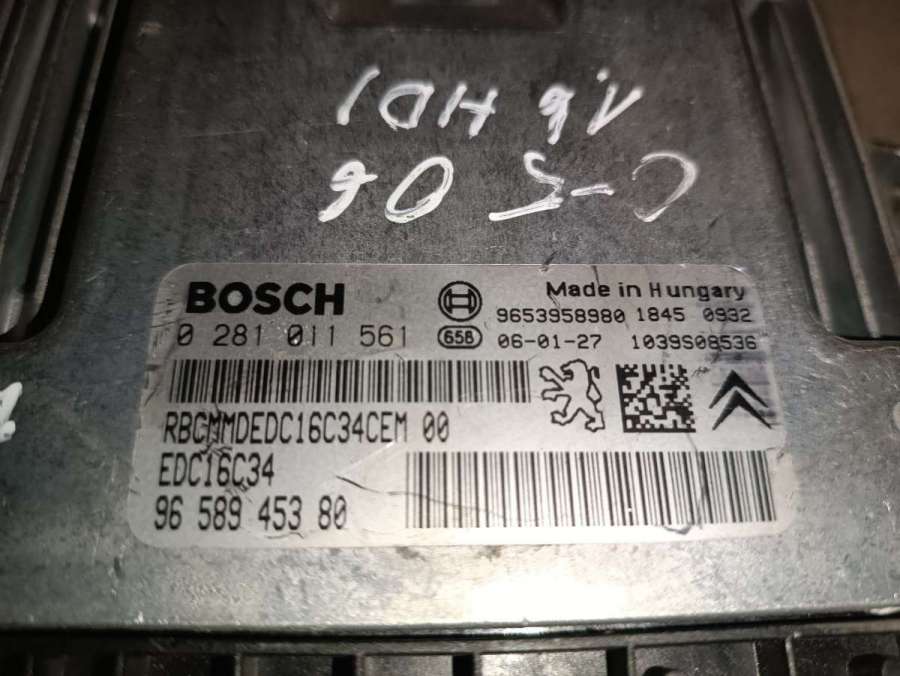 C-5 06
1.6 HDI
BOSCH
Made in Hungary
0 281 011 561
9653958980 1845 0932
658
06-01-27 1039S08536
RBCMMDEDC16C34CEM 00
EDC16C34
96 589 453 80